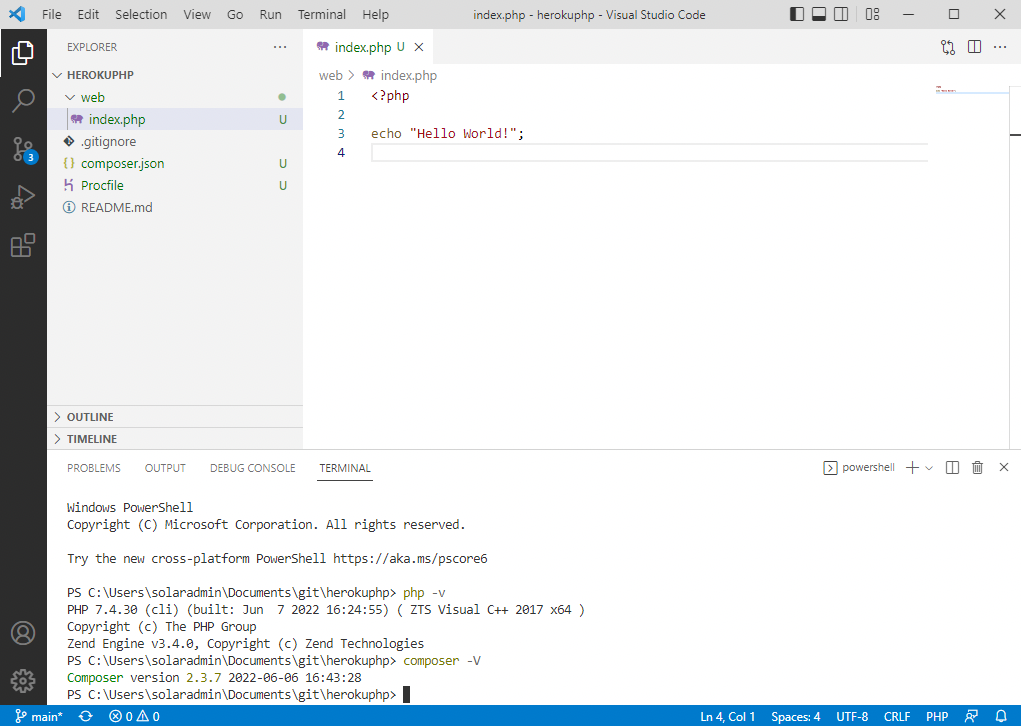 File Edit Selection View Go Run Terminal Help index.php - herokuphp - Visual Studio Code
EXPLORER ···
HEROKUPHP
web
index.php U
.gitignore
composer.json U
Procfile U
README.md
OUTLINE
TIMELINE
3
index.php U
web > index.php
1 <?php
2
3 echo "Hello World!";
4
PROBLEMS OUTPUT DEBUG CONSOLE TERMINAL powershell
Windows PowerShell
Copyright (C) Microsoft Corporation. All rights reserved.
Try the new cross-platform PowerShell https://aka.ms/pscore6
PS C:\Users\solaradmin\Documents\git\herokuphp> php -v
PHP 7.4.30 (cli) (built: Jun  7 2022 16:24:55) ( ZTS Visual C++ 2017 x64 )
Copyright (c) The PHP Group
Zend Engine v3.4.0, Copyright (c) Zend Technologies
PS C:\Users\solaradmin\Documents\git\herokuphp> composer -V
Composer version 2.3.7 2022-06-06 16:43:28
PS C:\Users\solaradmin\Documents\git\herokuphp>
main* 0 0 Ln 4, Col 1 Spaces: 4 UTF-8 CRLF PHP